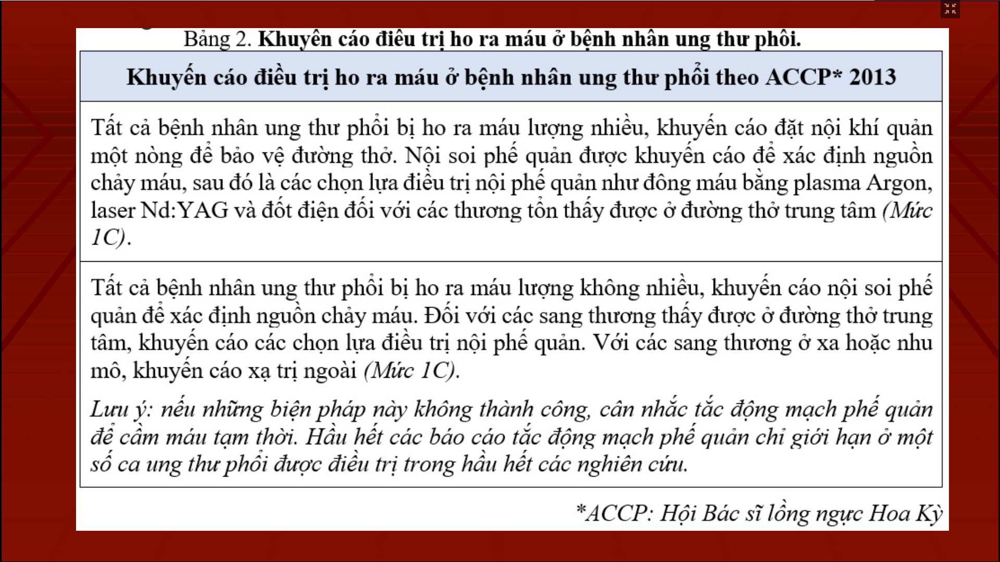 Bảng 2. Khuyên cáo điêu trị ho ra máu ở bệnh nhân ung thư phôi.
Khuyến cáo điều trị ho ra máu ở bệnh nhân ung thư phổi theo ACCP* 2013
Tất cả bệnh nhân ung thư phổi bị ho ra máu lượng nhiều, khuyến cáo đặt nội khí quản
một nòng để bảo vệ đường thở. Nội soi phế quản được khuyến cáo để xác định nguồn
chảy máu, sau đó là các chọn lựa điều trị nội phế quản như đông máu bằng plasma Argon,
laser Nd:YAG và đốt điện đối với các thương tổn thấy được ở đường thở trung tâm (Mức
1C).
Tất cả bệnh nhân ung thư phổi bị ho ra máu lượng không nhiều, khuyến cáo nội soi phế
quản để xác định nguồn chảy máu. Đối với các sang thương thấy được ở đường thở trung
tâm, khuyến cáo các chọn lựa điều trị nội phế quản. Với các sang thương ở xa hoặc nhu
mô, khuyến cáo xạ trị ngoài (Mức 1C).
Lưu ý: nếu những biện pháp này không thành công, cân nhắc tắc động mạch phế quản
để cầm máu tạm thời. Hầu hết các báo cáo tắc động mạch phế quản chỉ giới hạn ở một
số ca ung thư phổi được điều trị trong hầu hết các nghiên cứu.
*ACCP: Hội Bác sĩ lồng ngực Hoa Kỳ